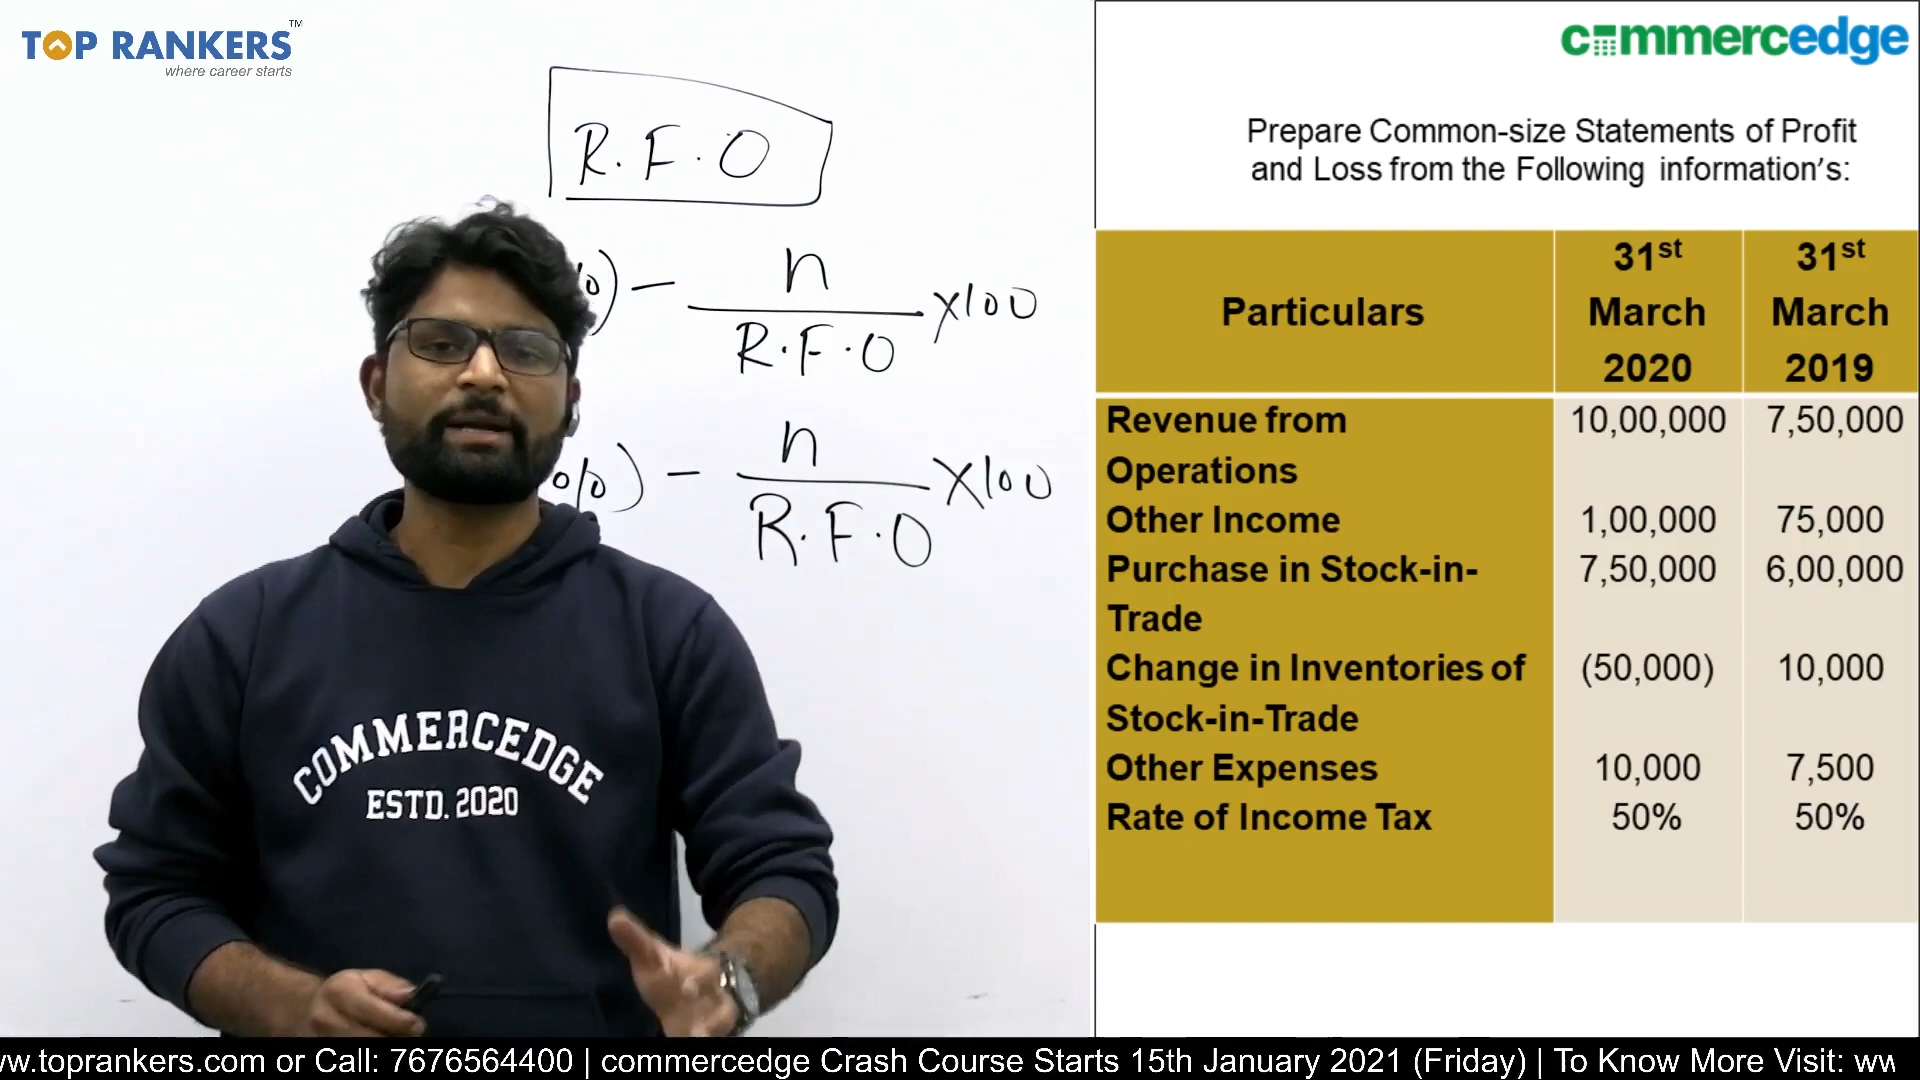 TOP RANKERS™
where career starts
R.F.O
%) - n
R.F.O ×100
%) - n
R.F.O ×100
COMMERCEDGE
ESTD. 2020
commercedge
Prepare Common-size Statements of Profit
and Loss from the Following information's:
Particulars 31st March 2020 31st March 2019
Revenue from Operations 10,00,000 7,50,000
Other Income 1,00,000 75,000
Purchase in Stock-in-Trade 7,50,000 6,00,000
Change in Inventories of Stock-in-Trade (50,000) 10,000
Other Expenses 10,000 7,500
Rate of Income Tax 50% 50%
w.toprankers.com or Call: 7676564400 | commercedge Crash Course Starts 15th January 2021 (Friday) | To Know More Visit: ww